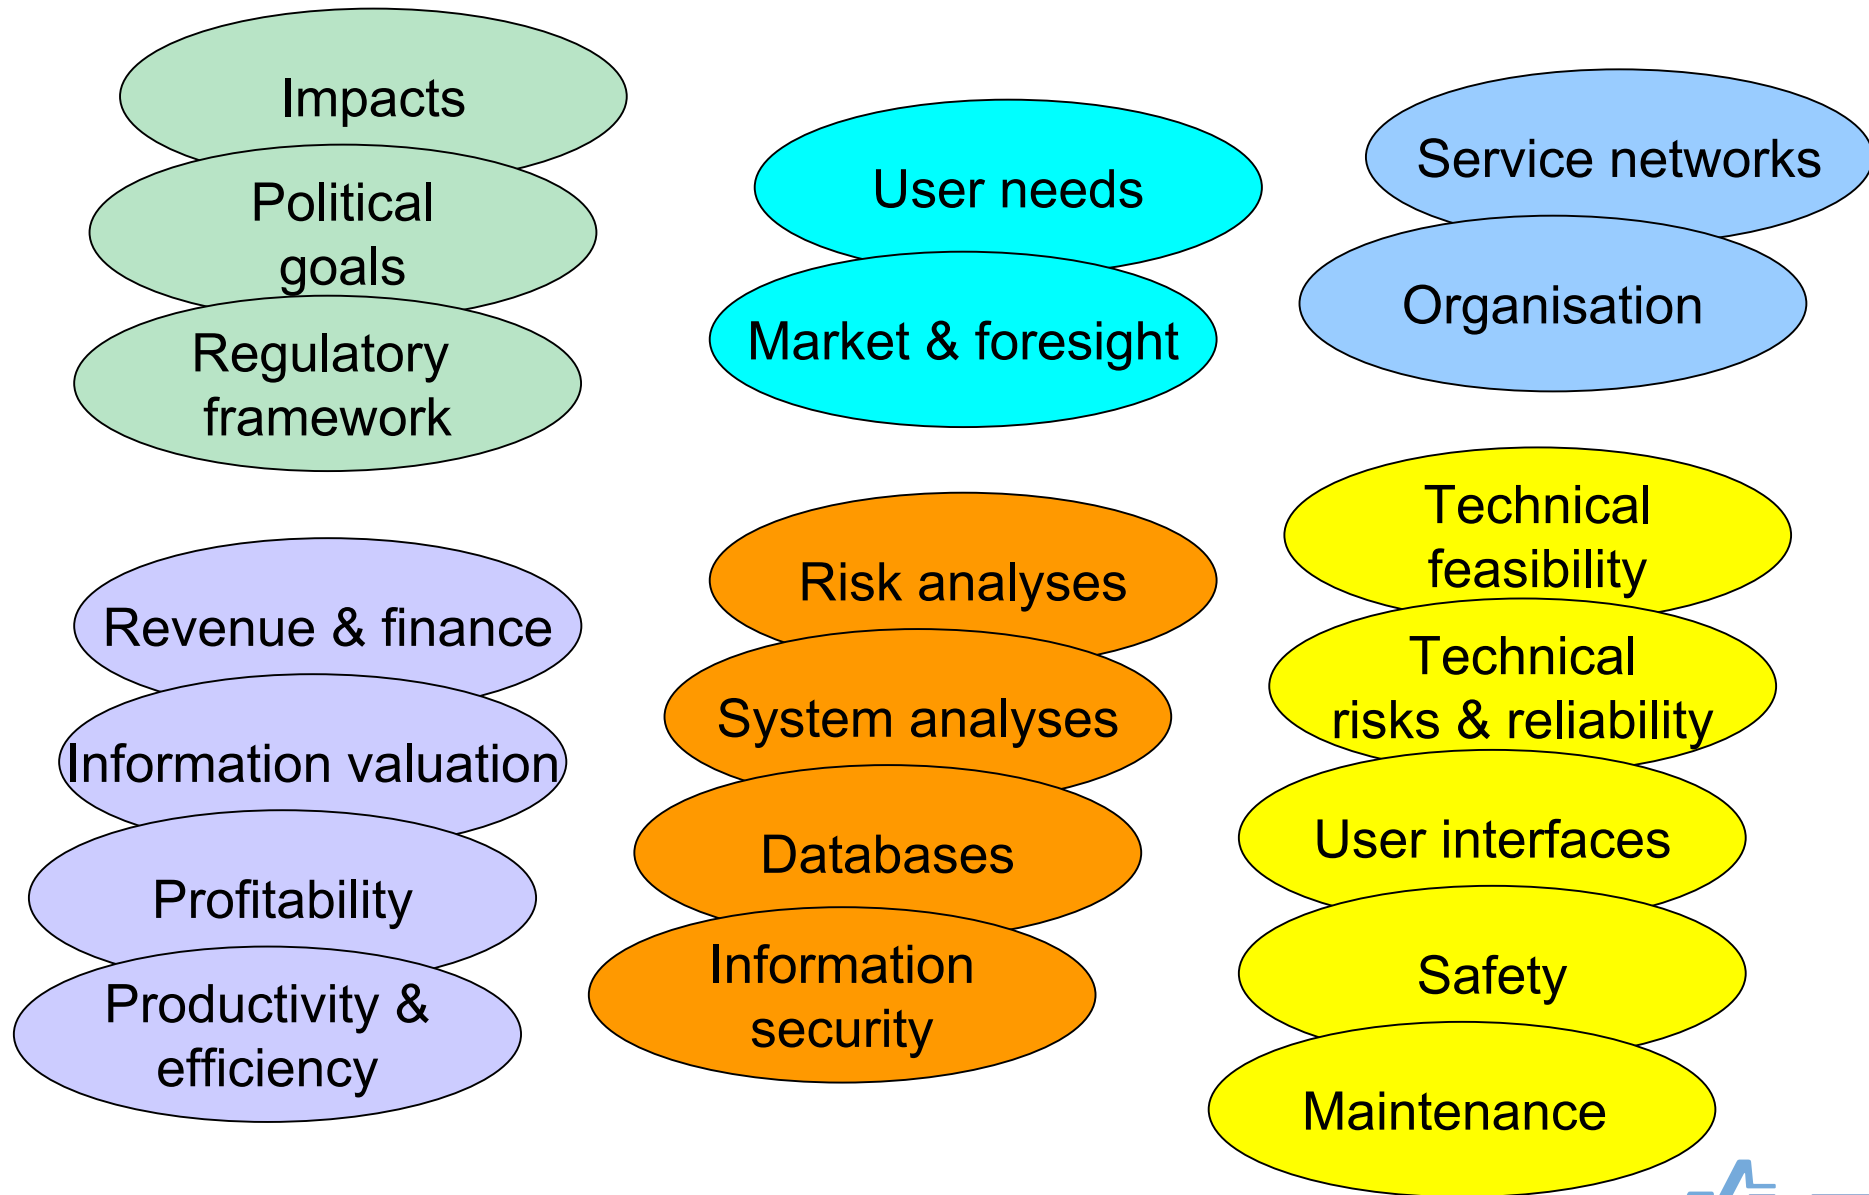 Impacts
Political
goals
Regulatory
framework
User needs
Market & foresight
Service networks
Organisation
Revenue & finance
Information valuation
Profitability
Productivity &
efficiency
Risk analyses
System analyses
Databases
Information
security
Technical
feasibility
Technical
risks & reliability
User interfaces
Safety
Maintenance